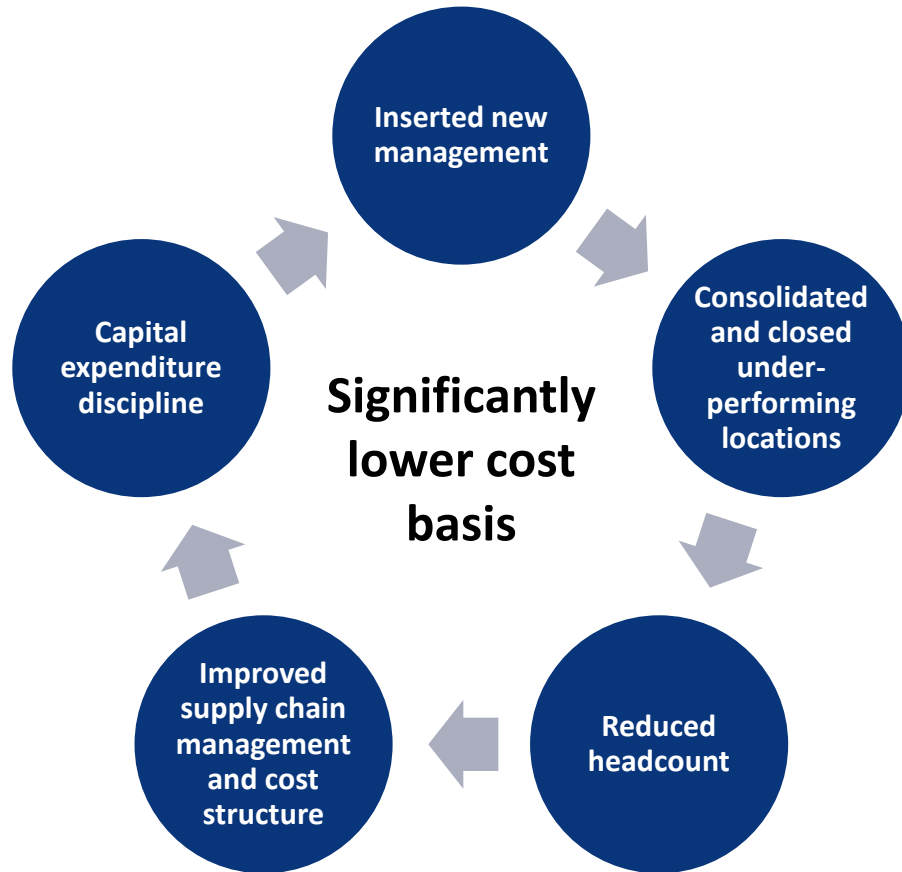 Inserted new
management
Consolidated
and closed
under-
performing
locations
Reduced
headcount
Improved
supply chain
management
and cost
structure
Capital
expenditure
discipline
Significantly
lower cost
basis